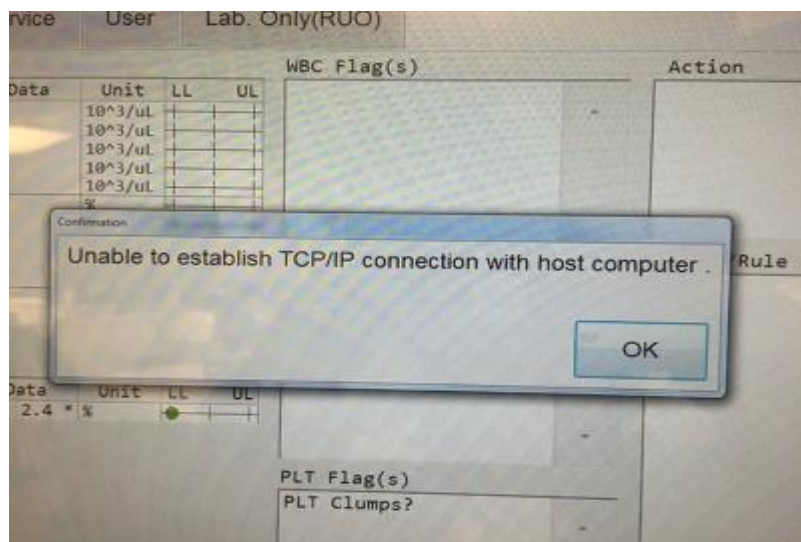 User Lab. Only(RUO)
WBC Flag(s) Action
Data Unit LL UL
10^3/uL
10^3/uL
10^3/uL
10^3/uL
10^3/uL
%
Confirmation
Unable to establish TCP/IP connection with host computer .
/Rule
OK
Data Unit LL UL
2.4 * %
PLT Flag(s)
PLT Clumps?